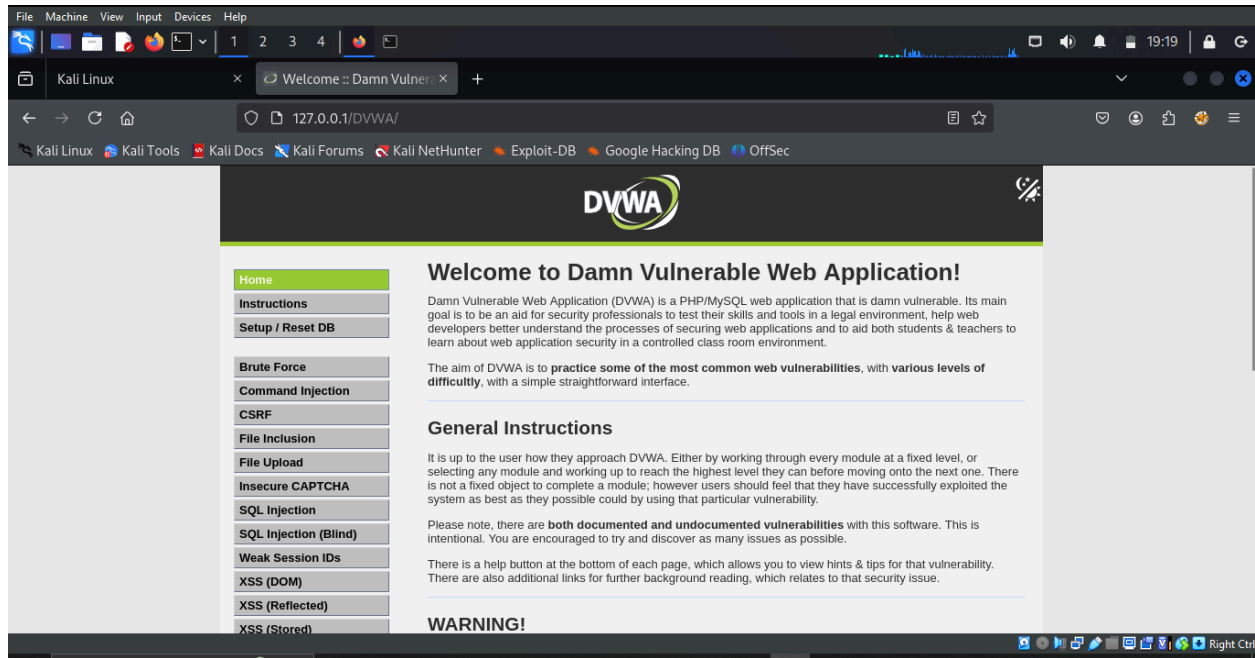 File Machine View Input Devices Help
1 2 3 4 19:19
Kali Linux × Welcome :: Damn Vulnera × +
127.0.0.1/DVWA/
Kali Linux Kali Tools Kali Docs Kali Forums Kali NetHunter Exploit-DB Google Hacking DB OffSec
DVWA
Home
Instructions
Setup / Reset DB
Brute Force
Command Injection
CSRF
File Inclusion
File Upload
Insecure CAPTCHA
SQL Injection
SQL Injection (Blind)
Weak Session IDs
XSS (DOM)
XSS (Reflected)
XSS (Stored)
Welcome to Damn Vulnerable Web Application!
Damn Vulnerable Web Application (DVWA) is a PHP/MySQL web application that is damn vulnerable. Its main
goal is to be an aid for security professionals to test their skills and tools in a legal environment, help web
developers better understand the processes of securing web applications and to aid both students & teachers to
learn about web application security in a controlled class room environment.
The aim of DVWA is to practice some of the most common web vulnerabilities, with various levels of
difficultly, with a simple straightforward interface.
General Instructions
It is up to the user how they approach DVWA. Either by working through every module at a fixed level, or
selecting any module and working up to reach the highest level they can before moving onto the next one. There
is not a fixed object to complete a module; however users should feel that they have successfully exploited the
system as best as they possible could by using that particular vulnerability.
Please note, there are both documented and undocumented vulnerabilities with this software. This is
intentional. You are encouraged to try and discover as many issues as possible.
There is a help button at the bottom of each page, which allows you to view hints & tips for that vulnerability.
There are also additional links for further background reading, which relates to that security issue.
WARNING!
Right Ctrl